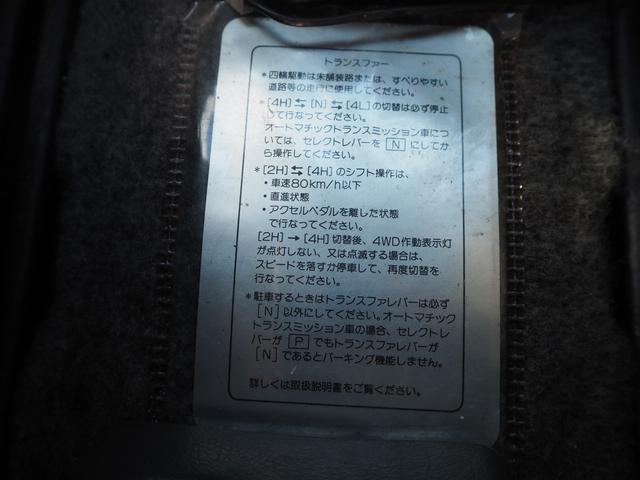 トランスファー
*四輪駆動は未舗装路または、すべりやすい
道路等の走行に使用してください。
*[4H]⇆[N]⇆[4L]の切替は必ず停止
して行なってください。
オートマチックトランスミッション車につ
いては、セレクトレバーを[N]にしてか
ら操作してください。
*[2H]⇆[4H]のシフト操作は、
・車速80km/h以下
・直進状態
・アクセルペダルを離した状態
で行なってください。
[2H]→[4H]切替後、4WD作動表示灯
が点灯しない、又は点滅する場合は、
スピードを落すか停車して、再度切替を
行なってください。
*駐車するときはトランスファレバーは必ず
[N]以外にしてください。オートマチック
トランスミッション車の場合、セレクトレ
バーが[P]でもトランスファレバーが
[N]であるとパーキング機能しません。
詳しくは取扱説明書をご覧ください。